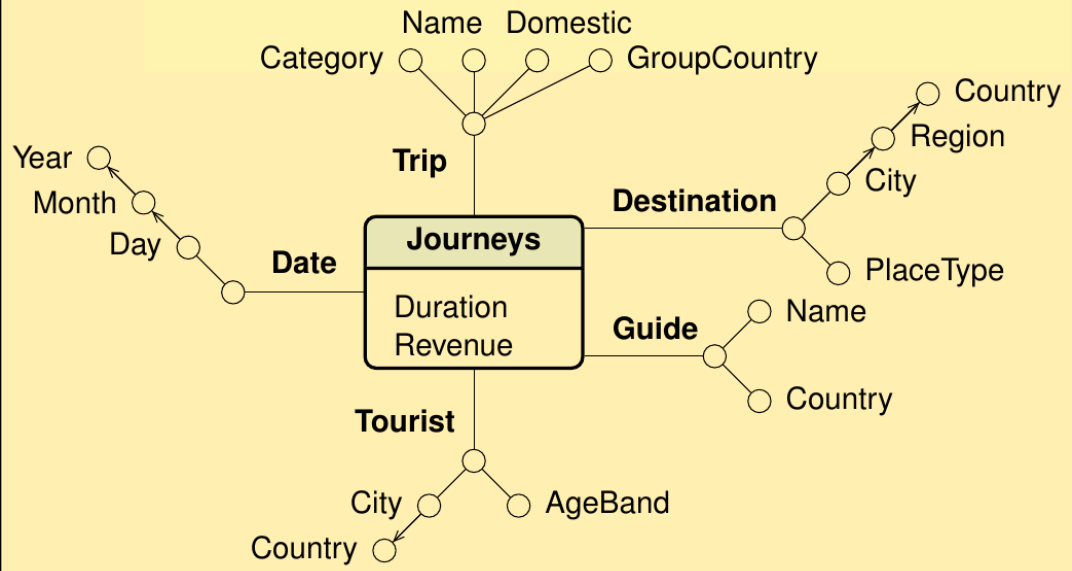 Name Domestic
Category GroupCountry
Country
Region
City
PlaceType
Destination
Trip
Year
Month
Day
Date
Journeys
Duration
Revenue
Guide
Name
Country
Tourist
City AgeBand
Country